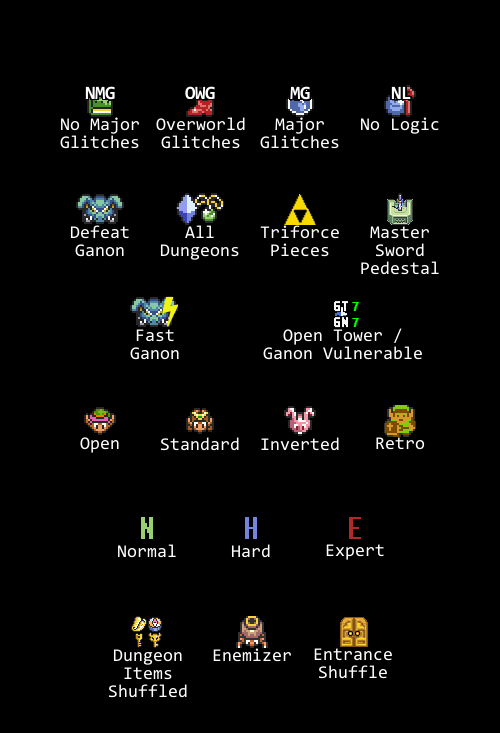 NMG OWG MG NL
No Major Overworld Major No Logic
Glitches Glitches Glitches
Defeat All Triforce Master
Ganon Dungeons Pieces Sword
Pedestal
GT 7
GN 7
Fast Open Tower /
Ganon Ganon Vulnerable
Open Standard Inverted Retro
N H E
Normal Hard Expert
Dungeon Enemizer Entrance
Items Shuffle
Shuffled